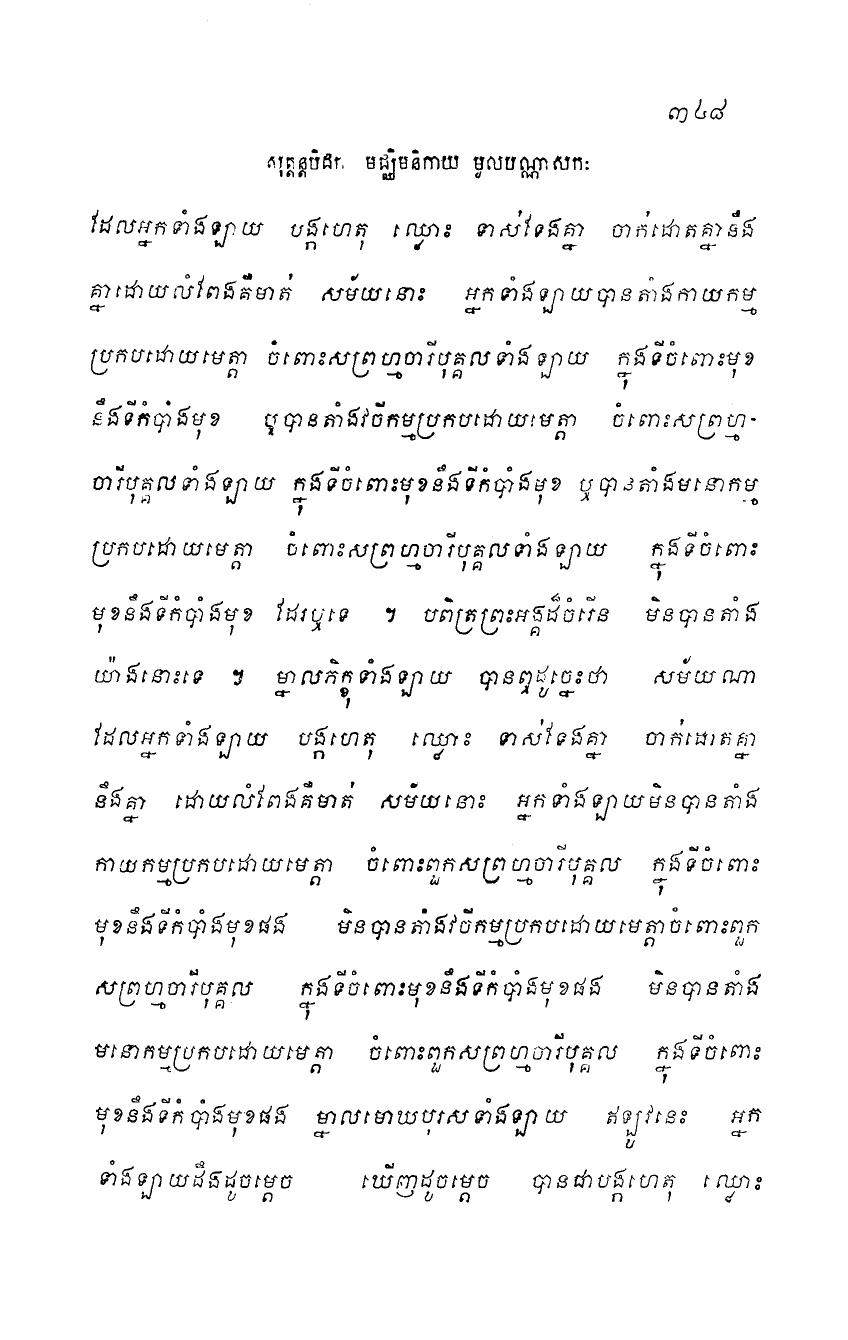 ៣៤៨
សុត្តន្តបិដក មជ្ឈិមនិកាយ មូលបណ្ណាសកៈ
ដែលអ្នកទាំងឡាយ បង្កហេតុ ឈ្លោះ ទាស់ទែងគ្នា ចាក់ដោតគ្នានឹង
គ្នាដោយលំពែងគឺមាត់ សម័យនោះ អ្នកទាំងឡាយបានតាំងកាយកម្ម
ប្រកបដោយមេត្តា ចំពោះសព្រហ្មចារីបុគ្គលទាំងឡាយ ក្នុងទីចំពោះមុខ
នឹងទីកំបាំងមុខ ឬបានតាំងវចីកម្មប្រកបដោយមេត្តា ចំពោះសព្រហ្ម-
ចារីបុគ្គលទាំងឡាយ ក្នុងទីចំពោះមុខនឹងទីកំបាំងមុខ ឬបានតាំងមនោកម្ម
ប្រកបដោយមេត្តា ចំពោះសព្រហ្មចារីបុគ្គលទាំងឡាយ ក្នុងទីចំពោះ
មុខនឹងទីកំបាំងមុខ ដែរឬទេ ។ បពិត្រព្រះអង្គដ៏ចំរើន មិនបានតាំង
យ៉ាងនោះទេ ។ ម្នាលភិក្ខុទាំងឡាយ បានឮដូច្នេះថា សម័យណា
ដែលអ្នកទាំងឡាយ បង្កហេតុ ឈ្លោះ ទាស់ទែងគ្នា ចាក់ដោតគ្នា
នឹងគ្នា ដោយលំពែងគឺមាត់ សម័យនោះ អ្នកទាំងឡាយមិនបានតាំង
កាយកម្មប្រកបដោយមេត្តា ចំពោះពួកសព្រហ្មចារីបុគ្គល ក្នុងទីចំពោះ
មុខនឹងទីកំបាំងមុខផង មិនបានតាំងវចីកម្មប្រកបដោយមេត្តាចំពោះពួក
សព្រហ្មចារីបុគ្គល ក្នុងទីចំពោះមុខនឹងទីកំបាំងមុខផង មិនបានតាំង
មនោកម្មប្រកបដោយមេត្តា ចំពោះពួកសព្រហ្មចារីបុគ្គល ក្នុងទីចំពោះ
មុខនឹងទីកំបាំងមុខផង ម្នាលមោឃបុរសទាំងឡាយ ឥឡូវនេះ អ្នក
ទាំងឡាយដឹងដូចម្តេច ឃើញដូចម្តេច បានជាបង្កហេតុ ឈ្លោះ